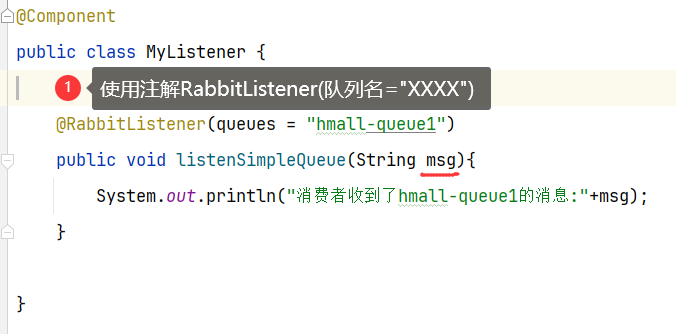 @Component
public class MyListener {
1 使用注解RabbitListener(队列名="XXXX")
@RabbitListener(queues = "hmall-queue1")
public void listenSimpleQueue(String msg){
System.out.println("消费者收到了hmall-queue1的消息:"+msg);
}
}